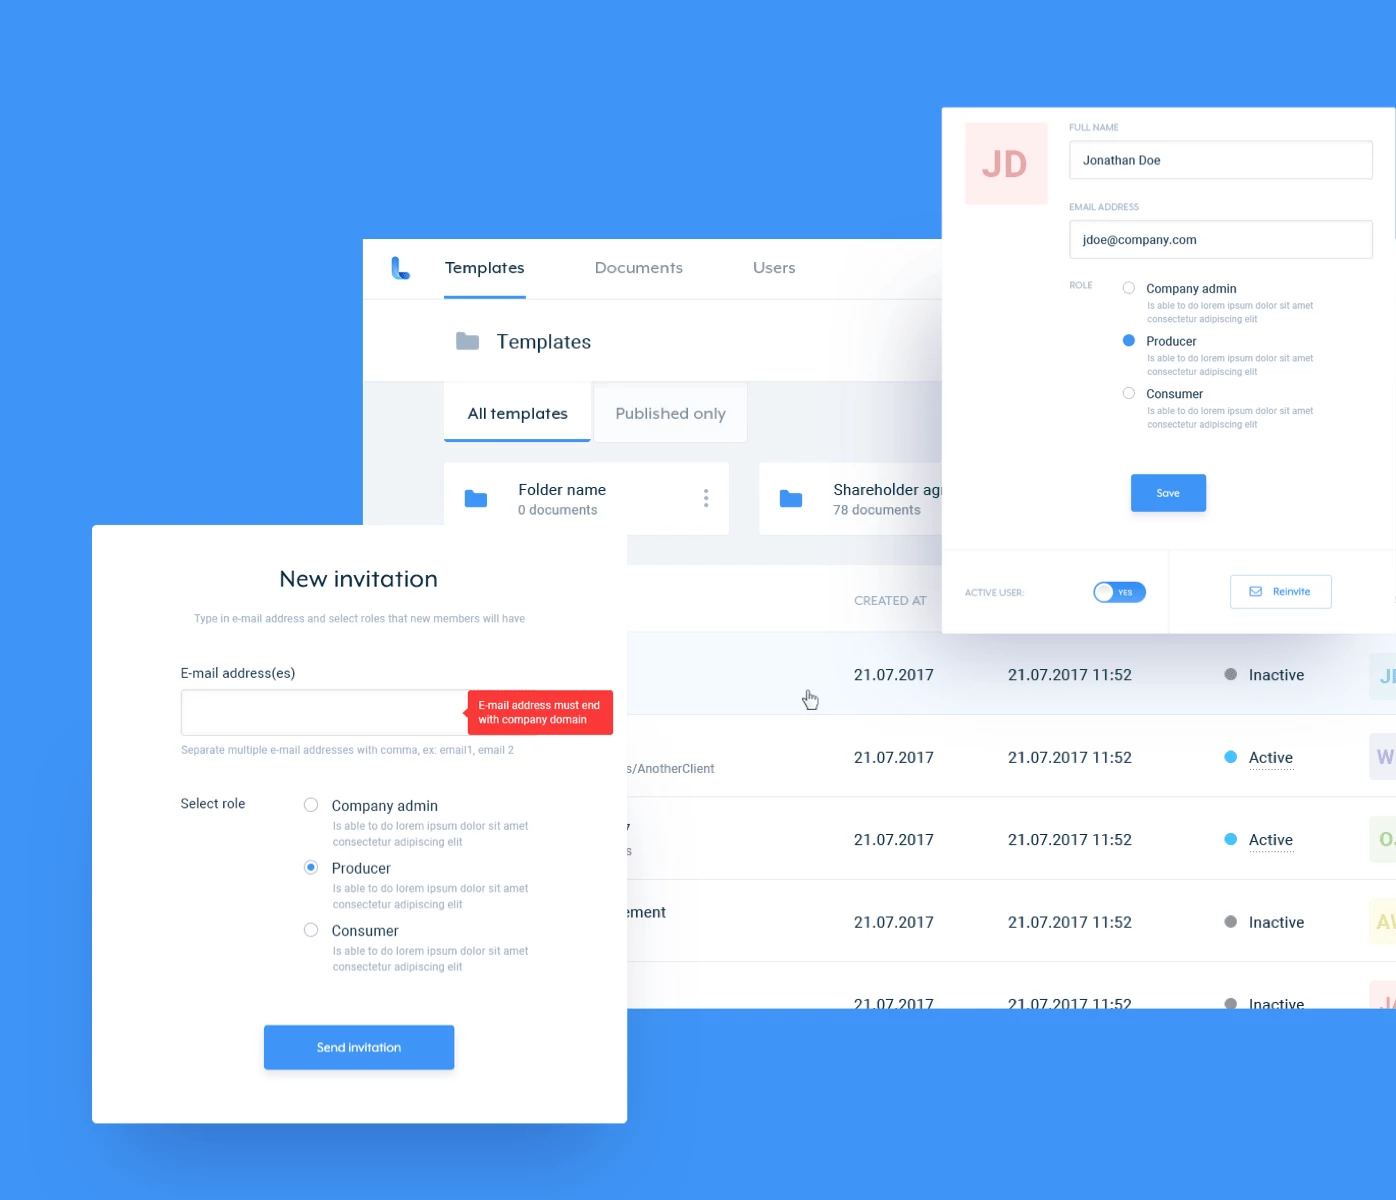 JD
FULL NAME
Jonathan Doe
EMAIL ADDRESS
jdoe@company.com
ROLE
Company admin
Is able to do lorem ipsum dolor sit amet
consectetur adipiscing elit
Producer
Is able to do lorem ipsum dolor sit amet
consectetur adipiscing elit
Consumer
Is able to do lorem ipsum dolor sit amet
consectetur adipiscing elit
Save
ACTIVE USER:
YES
Reinvite
Templates Documents Users
Templates
All templates Published only
Folder name
0 documents
Shareholder
78 documents
CREATED AT
21.07.2017 21.07.2017 11:52 Inactive
21.07.2017 21.07.2017 11:52 Active
s/AnotherClient
21.07.2017 21.07.2017 11:52 Active
21.07.2017 21.07.2017 11:52 Inactive
ement
21.07.2017 21.07.2017 11:52 Inactive
New invitation
Type in e-mail address and select roles that new members will have
E-mail address(es)
E-mail address must end
with company domain
Separate multiple e-mail addresses with comma, ex: email1, email 2
Select role
Company admin
Is able to do lorem ipsum dolor sit amet
consectetur adipiscing elit
Producer
Is able to do lorem ipsum dolor sit amet
consectetur adipiscing elit
Consumer
Is able to do lorem ipsum dolor sit amet
consectetur adipiscing elit
Send invitation